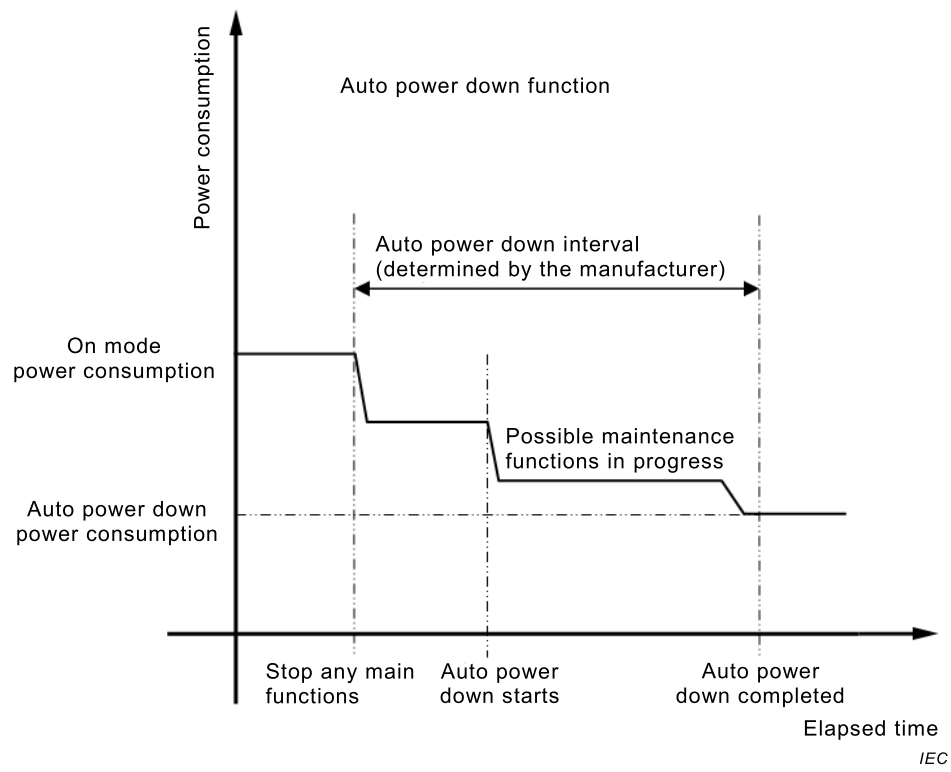 Power consumption
Auto power down function
Auto power down interval
(determined by the manufacturer)
On mode
power consumption
Possible maintenance
functions in progress
Auto power down
power consumption
Stop any main
functions
Auto power
down starts
Auto power
down completed
Elapsed time
IEC